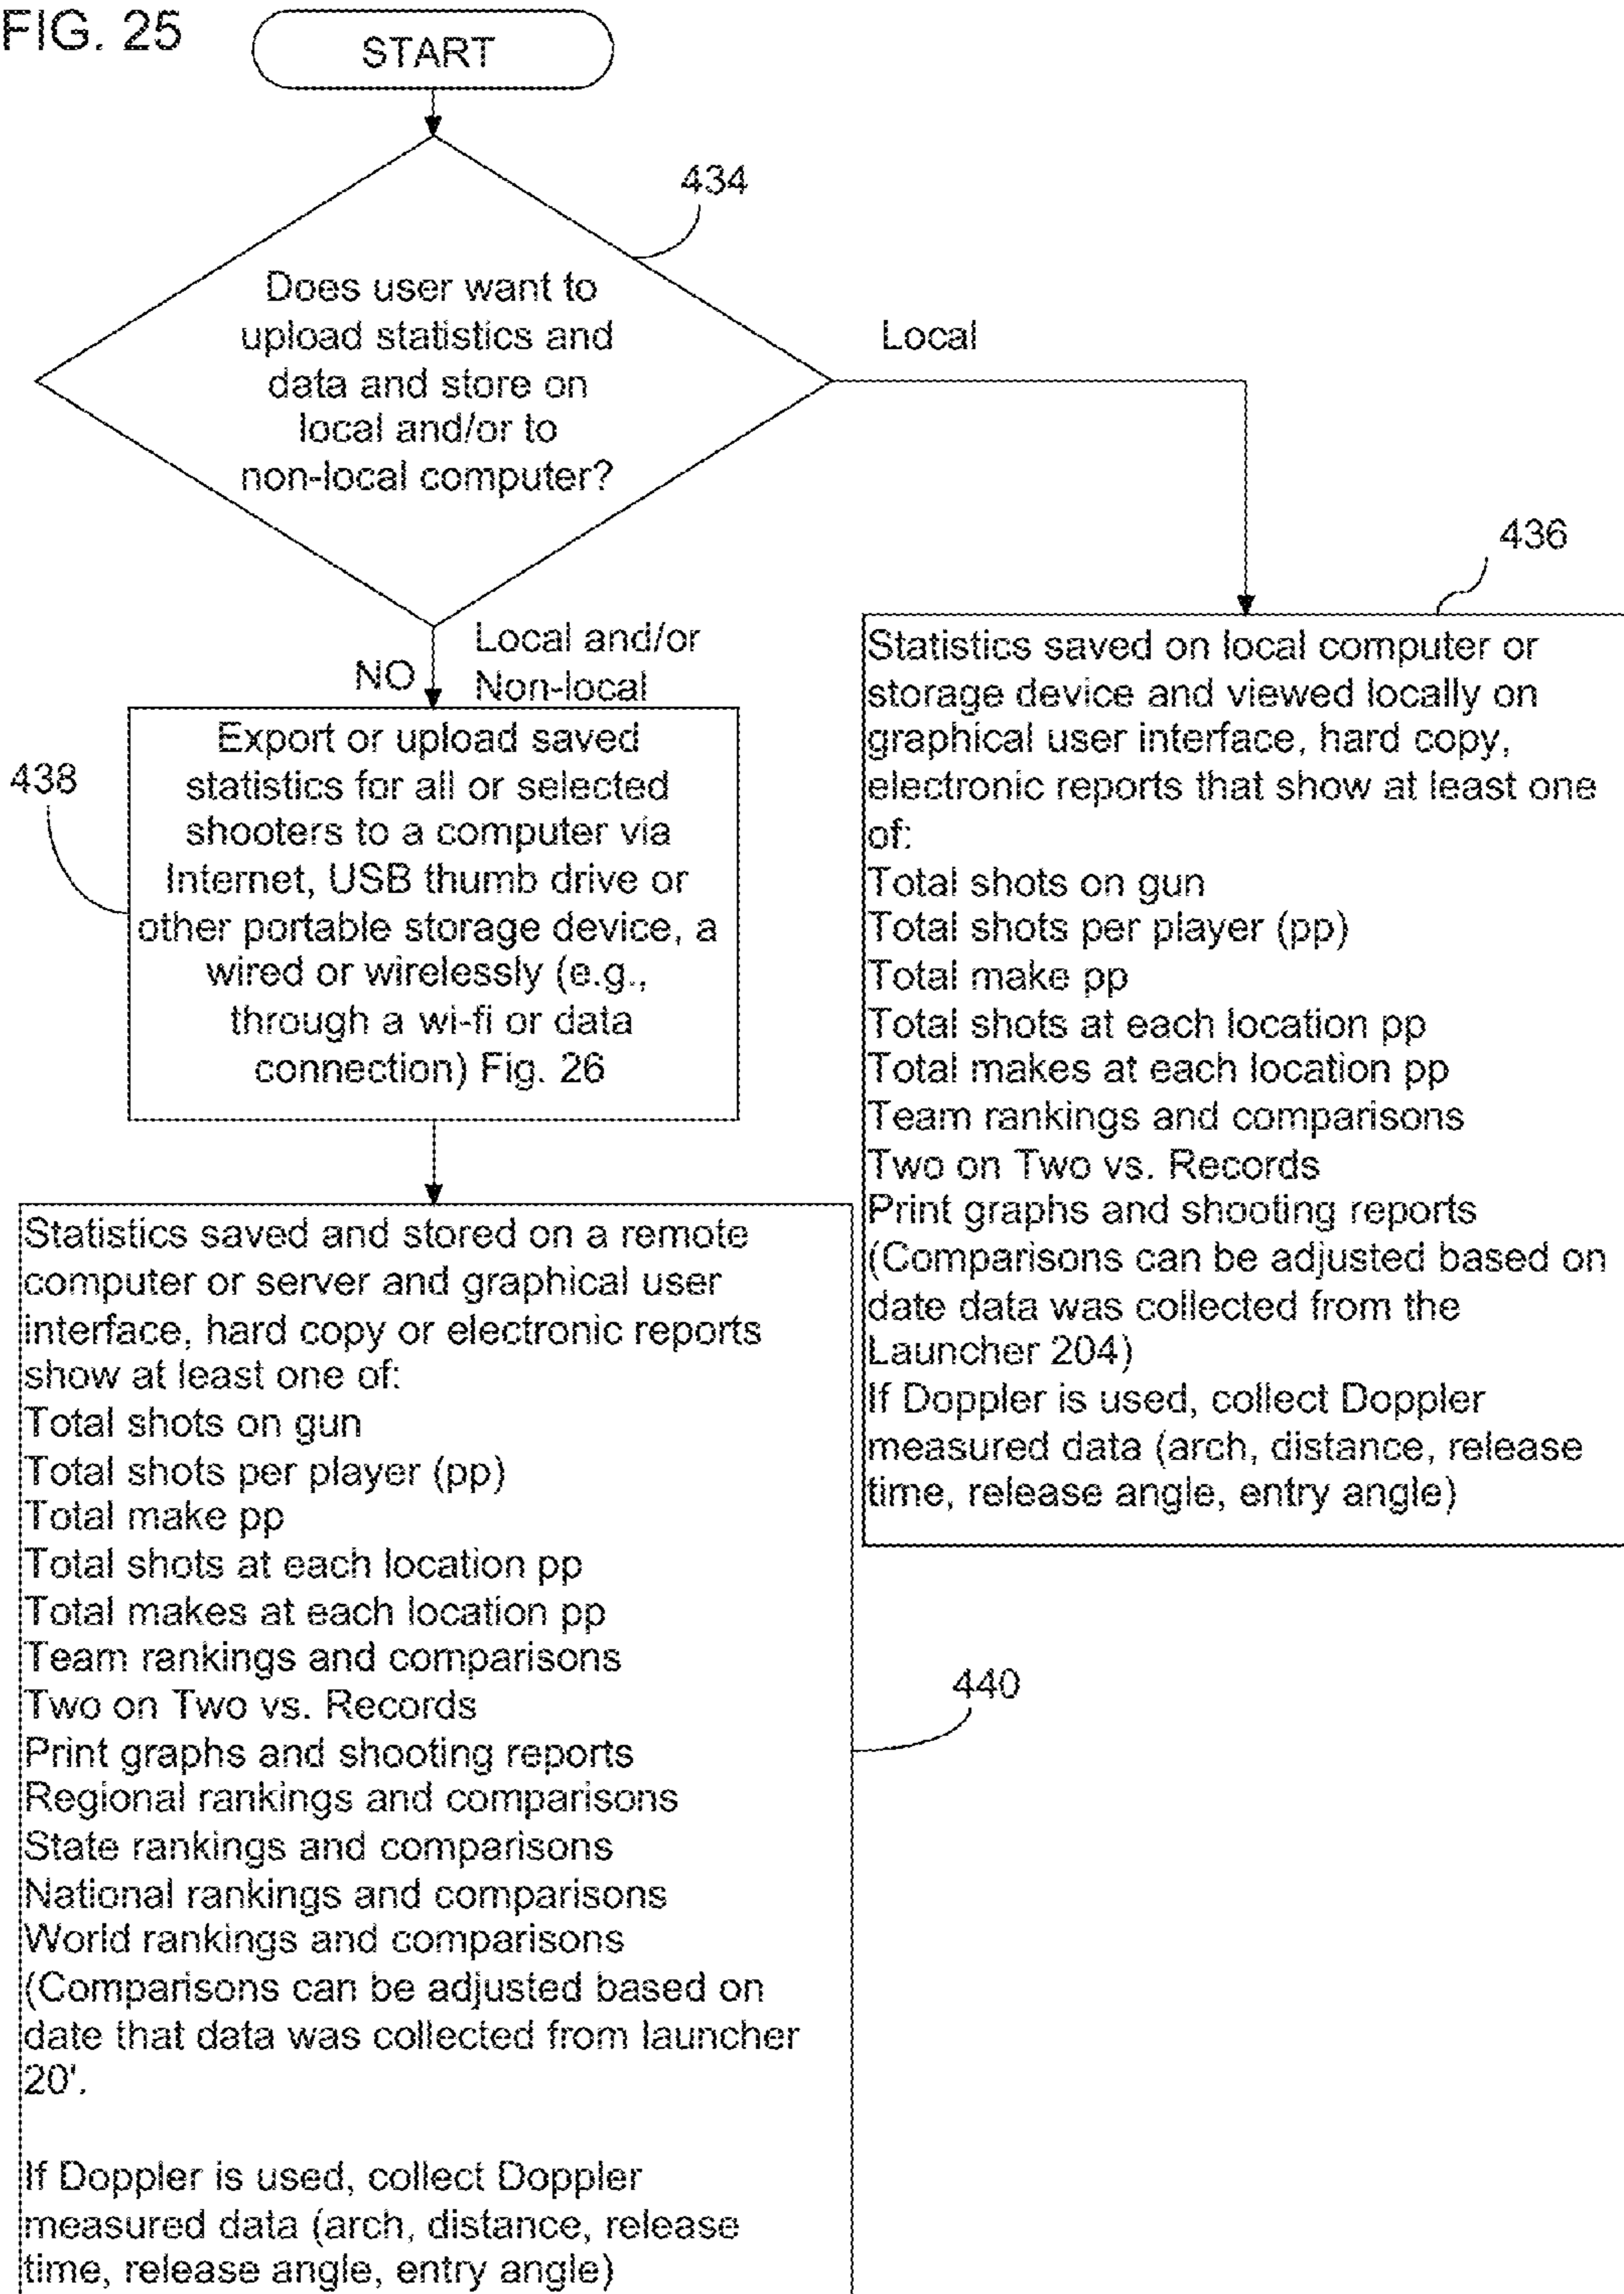 FIG. 25
START
434
Does user want to
upload statistics and
data and store on
local and/or to
non-local computer?
Local
436
NO
Local and/or
Non-local
438
Export or upload saved
statistics for all or selected
shooters to a computer via
Internet, USB thumb drive or
other portable storage device, a
wired or wirelessly (e.g.,
through a wi-fi or data
connection) Fig. 26
Statistics saved on local computer or
storage device and viewed locally on
graphical user interface, hard copy,
electronic reports that show at least one
of:
Total shots on gun
Total shots per player (pp)
Total make pp
Total shots at each location pp
Total makes at each location pp
Team rankings and comparisons
Two on Two vs. Records
Print graphs and shooting reports
(Comparisons can be adjusted based on
date data was collected from the
Launcher 204)
If Doppler is used, collect Doppler
measured data (arch, distance, release
time, release angle, entry angle)
Statistics saved and stored on a remote
computer or server and graphical user
interface, hard copy or electronic reports
show at least one of:
Total shots on gun
Total shots per player (pp)
Total make pp
Total shots at each location pp
Total makes at each location pp
Team rankings and comparisons
Two on Two vs. Records
Print graphs and shooting reports
Regional rankings and comparisons
State rankings and comparisons
National rankings and comparisons
World rankings and comparisons
(Comparisons can be adjusted based on
date that data was collected from launcher
20'.
If Doppler is used, collect Doppler
measured data (arch, distance, release
time, release angle, entry angle)
440